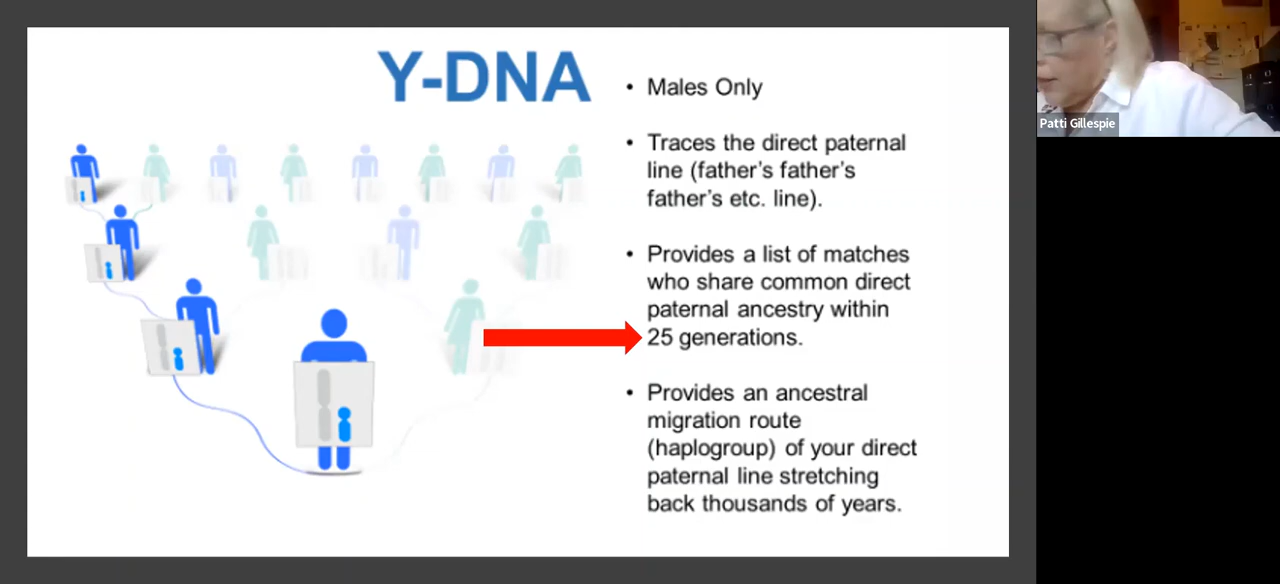 Y-DNA
• Males Only
• Traces the direct paternal
line (father's father's
father's etc. line).
• Provides a list of matches
who share common direct
paternal ancestry within
25 generations.
• Provides an ancestral
migration route
(haplogroup) of your direct
paternal line stretching
back thousands of years.
Patti Gillespie